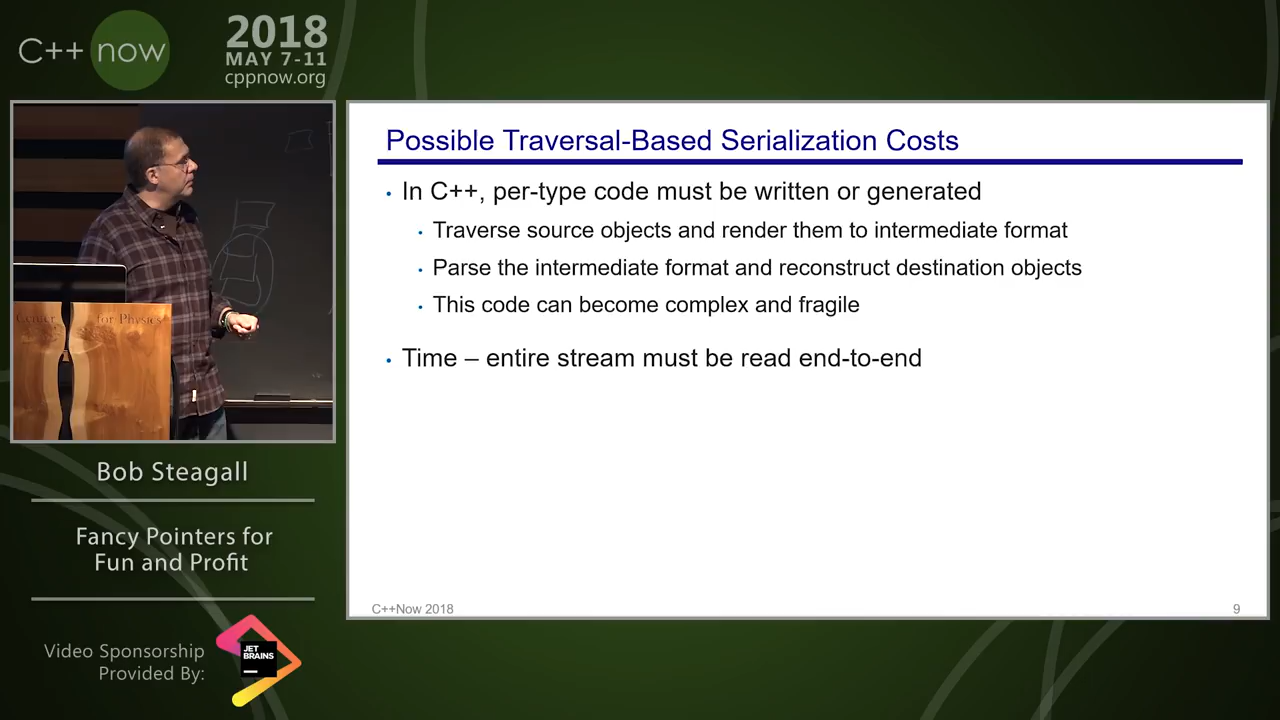 C++ now
2018
MAY 7-11
cppnow.org
Center for Physics
Bob Steagall
Fancy Pointers for
Fun and Profit
Video Sponsorship
Provided By:
JET
BRAINS
Possible Traversal-Based Serialization Costs
• In C++, per-type code must be written or generated
• Traverse source objects and render them to intermediate format
• Parse the intermediate format and reconstruct destination objects
• This code can become complex and fragile
• Time – entire stream must be read end-to-end
C++Now 2018
9